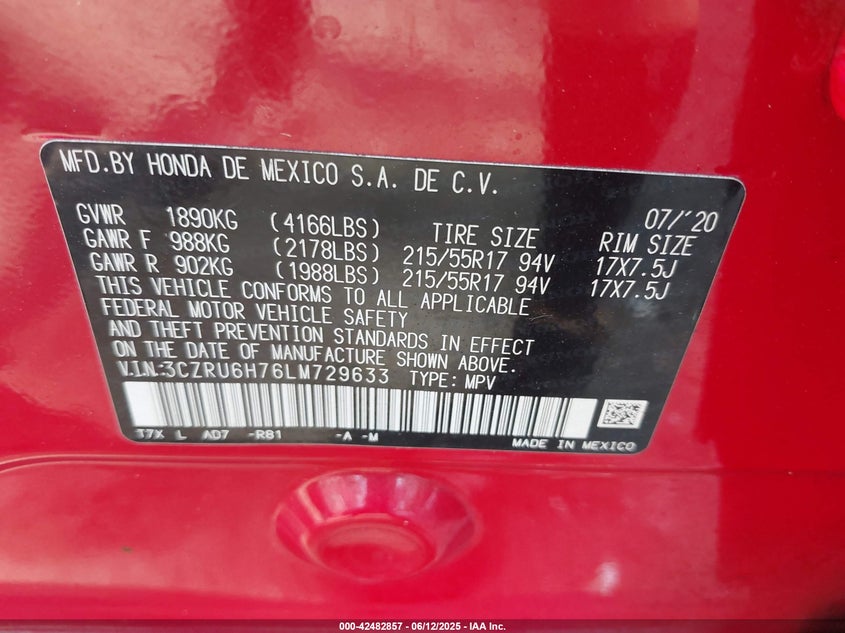 MFD.BY HONDA DE MEXICO S.A. DE C.V.
07/'20
GVWR 1890KG (4166LBS) TIRE SIZE RIM SIZE
GAWR F 988KG (2178LBS) 215/55R17 94V 17X7.5J
GAWR R 902KG (1988LBS) 215/55R17 94V 17X7.5J
THIS VEHICLE CONFORMS TO ALL APPLICABLE
FEDERAL MOTOR VEHICLE SAFETY
AND THEFT PREVENTION STANDARDS IN EFFECT
ON THE DATE OF MANUFACTURE SHOWN ABOVE.
V.I.N:3CZRU6H76LM729633 TYPE: MPV
T7X L AD7 -R81 -A -M
MADE IN MEXICO
000-42482857 - 06/12/2025 - IAA Inc.